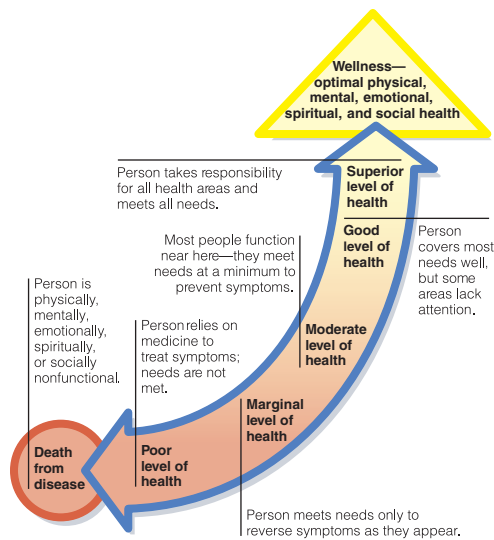 Wellness—
optimal physical,
mental, emotional,
spiritual, and social health
Person takes responsibility
for all health areas and
meets all needs.
Superior
level of
health
Good
level of
health
Person
covers most
needs well,
but some
areas lack
attention.
Most people function
near here—they meet
needs at a minimum to
prevent symptoms.
Moderate
level of
health
Person is
physically,
mentally,
emotionally,
spiritually,
or socially
nonfunctional.
Person relies on
medicine to
treat symptoms;
needs are not
met.
Marginal
level of
health
Poor
level of
health
Death
from
disease
Person meets needs only to
reverse symptoms as they appear.